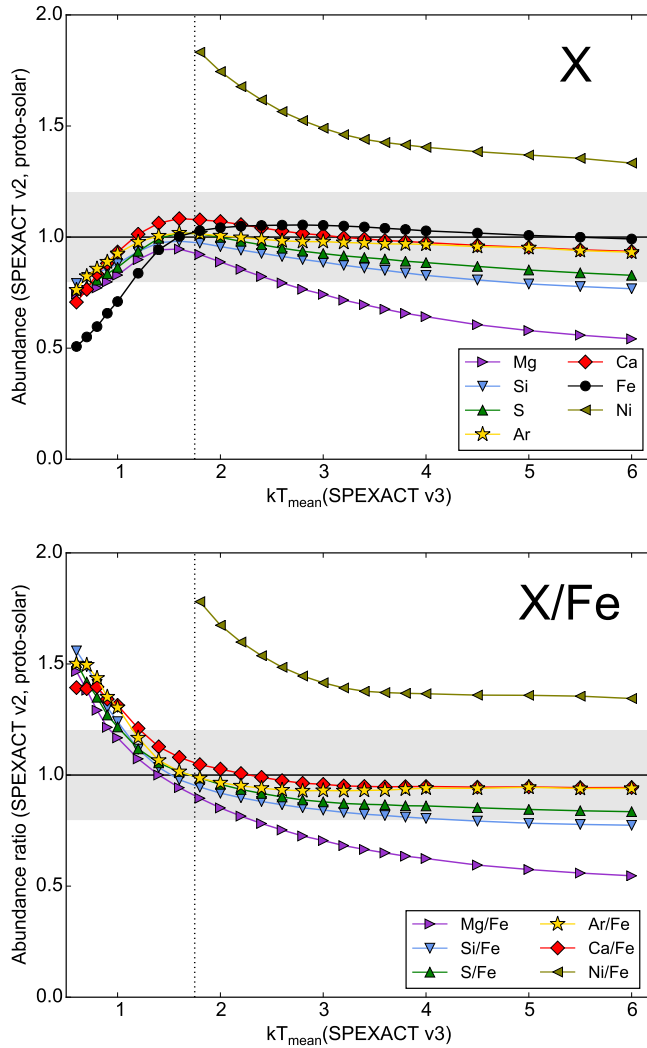 2.0
1.5
1.0
0.5
0.0
Abundance (SPEXACT v2, proto-solar)
X
Mg
Si
S
Ar
Ca
Fe
Ni
1 2 3 4 5 6
kT_mean(SPEXACT v3)
2.0
1.5
1.0
0.5
0.0
Abundance ratio (SPEXACT v2, proto-solar)
X/Fe
Mg/Fe
Si/Fe
S/Fe
Ar/Fe
Ca/Fe
Ni/Fe
1 2 3 4 5 6
kT_mean(SPEXACT v3)